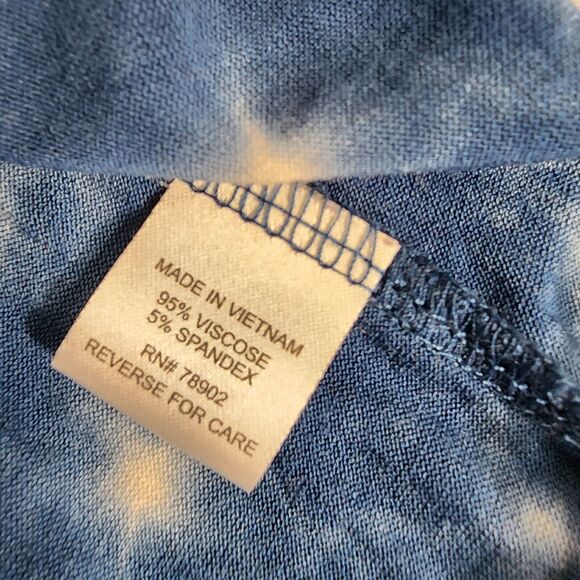 MADE IN VIETNAM
95% VISCOSE
5% SPANDEX
RN# 78902
REVERSE FOR CARE